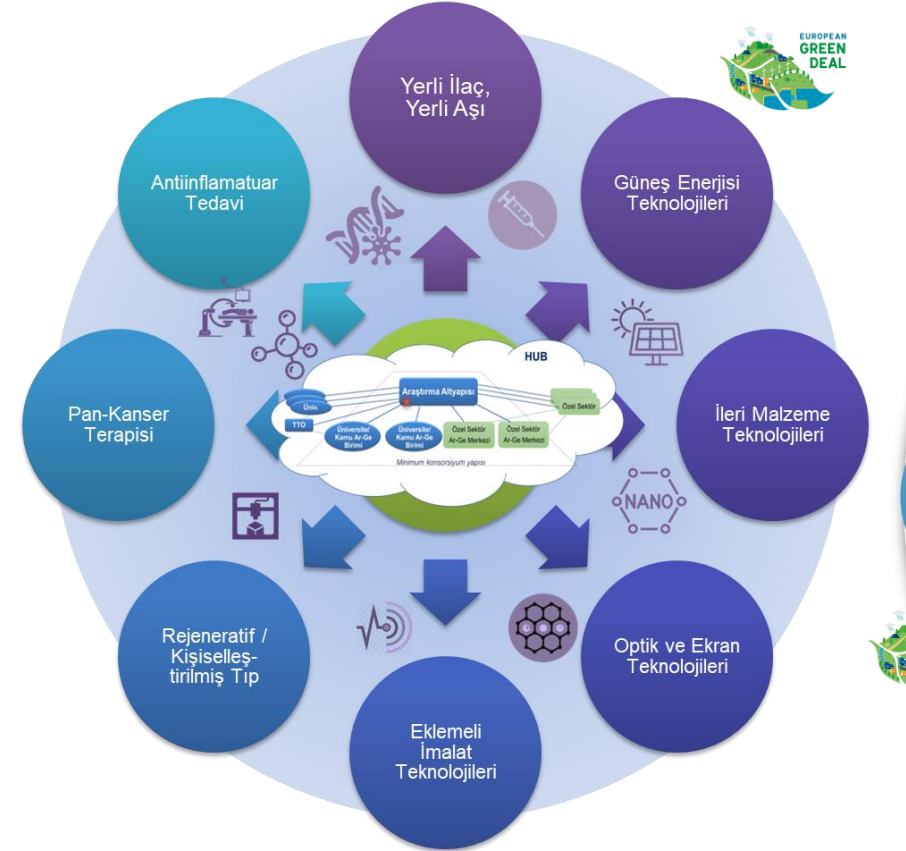 EUROPEAN
GREEN
DEAL
Yerli İlaç,
Yerli Aşı
Güneş Enerjisi
Teknolojileri
İleri Malzeme
Teknolojileri
Optik ve Ekran
Teknolojileri
Eklemeli
İmalat
Teknolojileri
Rejeneratif /
Kişiselleş-
tirilmiş Tıp
Pan-Kanser
Terapisi
Antiinflamatuar
Tedavi
NANO
HUB
Araştırma Altyapısı
Üniv.
Özel Sektör
TTO
Üniversite/
Kamu Ar-Ge
Birimi
Üniversite/
Kamu Ar-Ge
Birimi
Özel Sektör
Ar-Ge Merkezi
Özel Sektör
Ar-Ge Merkezi
Minimum konsorsiyum yapısı